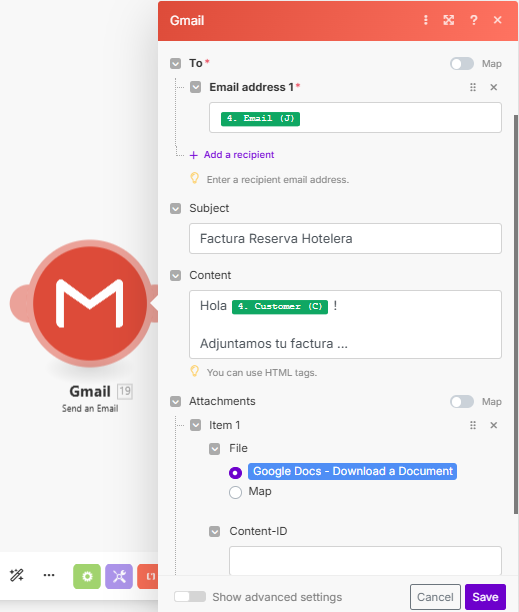 Gmail
To *
Map
Email address 1 *
4. Email (J)
+ Add a recipient
Enter a recipient email address.
Subject
Factura Reserva Hotelera
Content
Hola 4. Customer (C) !
Adjuntamos tu factura ...
You can use HTML tags.
Attachments
Map
Item 1
File
Google Docs - Download a Document
Map
Content-ID
Show advanced settings
Cancel
Save
Gmail 19
Send an Email